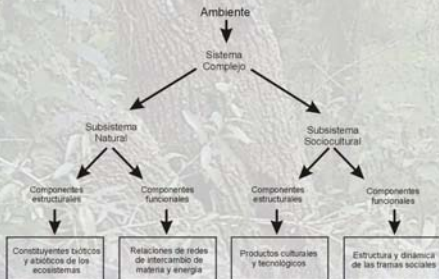 Ambiente
Sistema
Complejo
Subsistema
Natural
Subsistema
Sociocultural
Componentes
estructurales
Componentes
funcionales
Componentes
estructurales
Componentes
funcionales
Constituyentes bióticos
y abióticos de los
ecosistemas
Relaciones de redes
de intercambio de
materia y energía
Productos culturales
y tecnológicos
Estructura y dinámica
de las tramas sociales